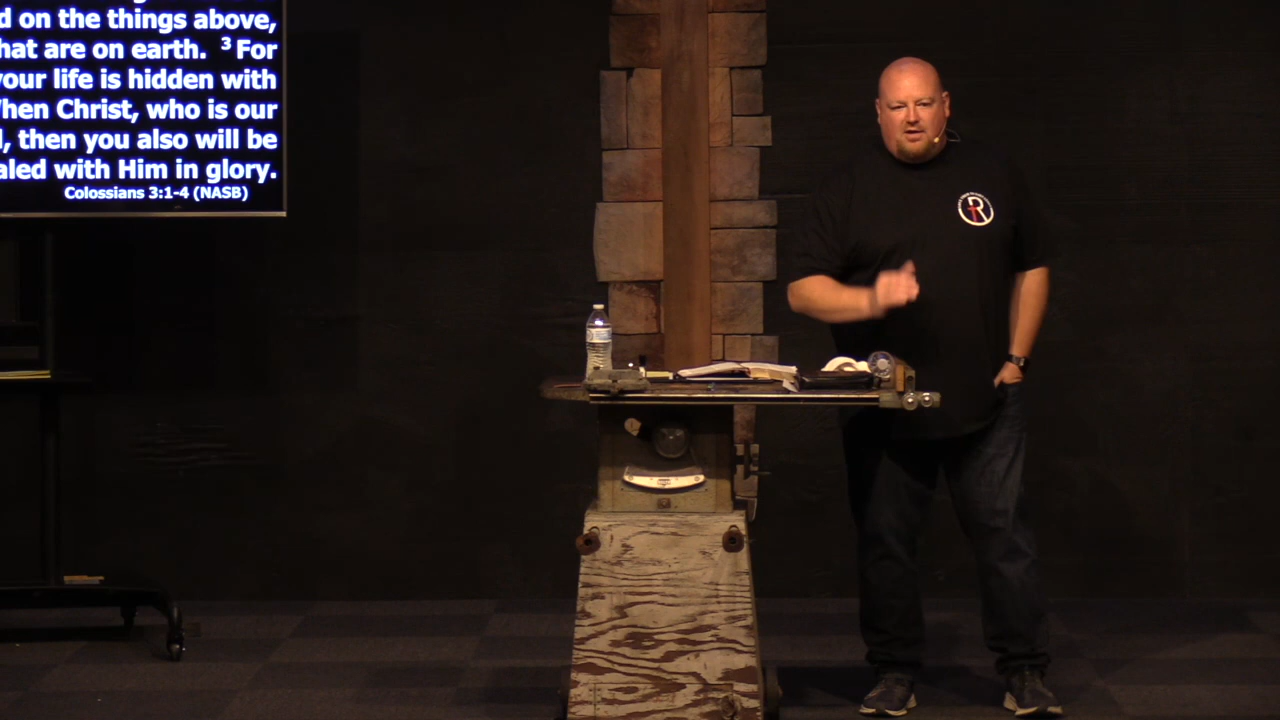 d on the things above,
hat are on earth. ³ For
your life is hidden with
When Christ, who is our
l, then you also will be
aled with Him in glory.
Colossians 3:1-4 (NASB)
R